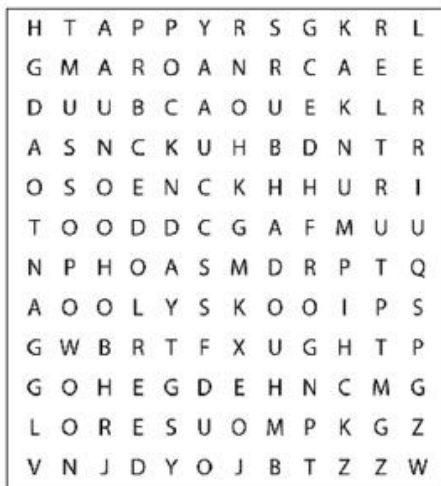 H T A P P Y R S G K R L
G M A R O A N R C A E E
D U U B C A O U E K L R
A S N C K U H B D N T R
O S O E N C K H H U R I
T O O D D C G A F M U U
N P H O A S M D R P T Q
A O O L Y S K O O I P S
G W B R T F X U G H T P
G O H E G D E H N C M G
L O R E S U O M P K G Z
V N J D Y O J B T Z Z W